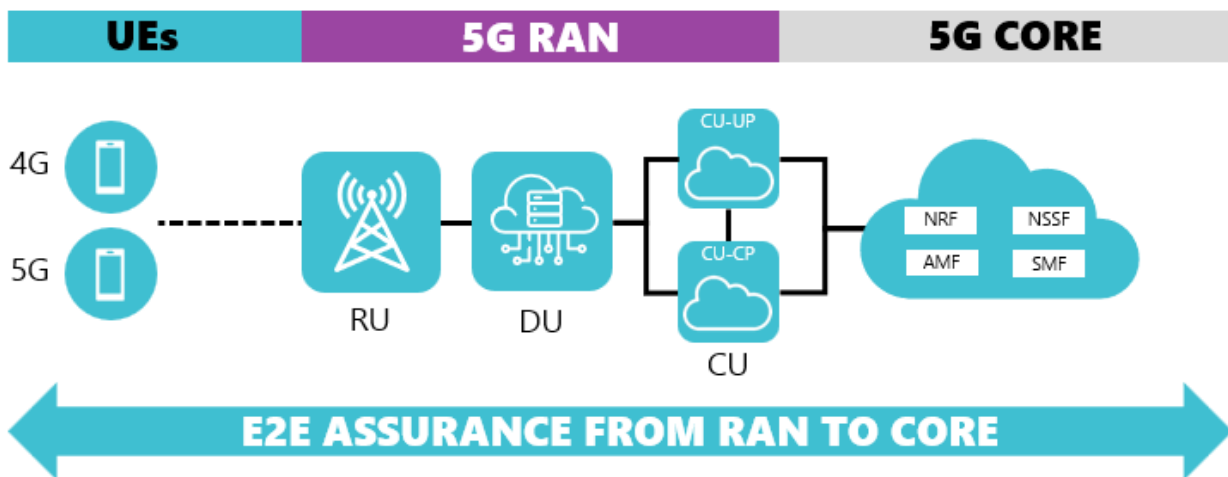 UEs
5G RAN
5G CORE
4G
5G
RU
DU
CU-UP
CU-CP
CU
NRF
NSSF
AMF
SMF
E2E ASSURANCE FROM RAN TO CORE